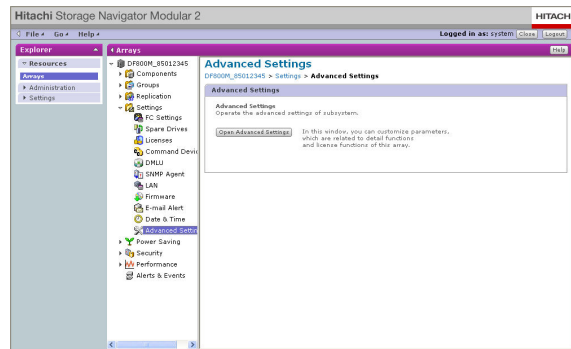 Hitachi Storage Navigator Modular 2
HITACH
File Go Help
Logged in as: system Close Logout
Explorer
Arrays
Help
Resources
Arrays
Administration
Settings
DF800M_85012345
Components
Groups
Replication
Settings
FC Settings
Spare Drives
Licenses
Command Devic
DMLU
SNMP Agent
LAN
Firmware
E-mail Alert
Date & Time
Advanced Settin
Power Saving
Security
Performance
Alerts & Events
Advanced Settings
DF800M_85012345 > Settings > Advanced Settings
Advanced Settings
Advanced Settings
Operate the advanced settings of subsystem.
Open Advanced Settings
In this window, you can customize parameters,
which are related to detail functions
and license functions of this array.